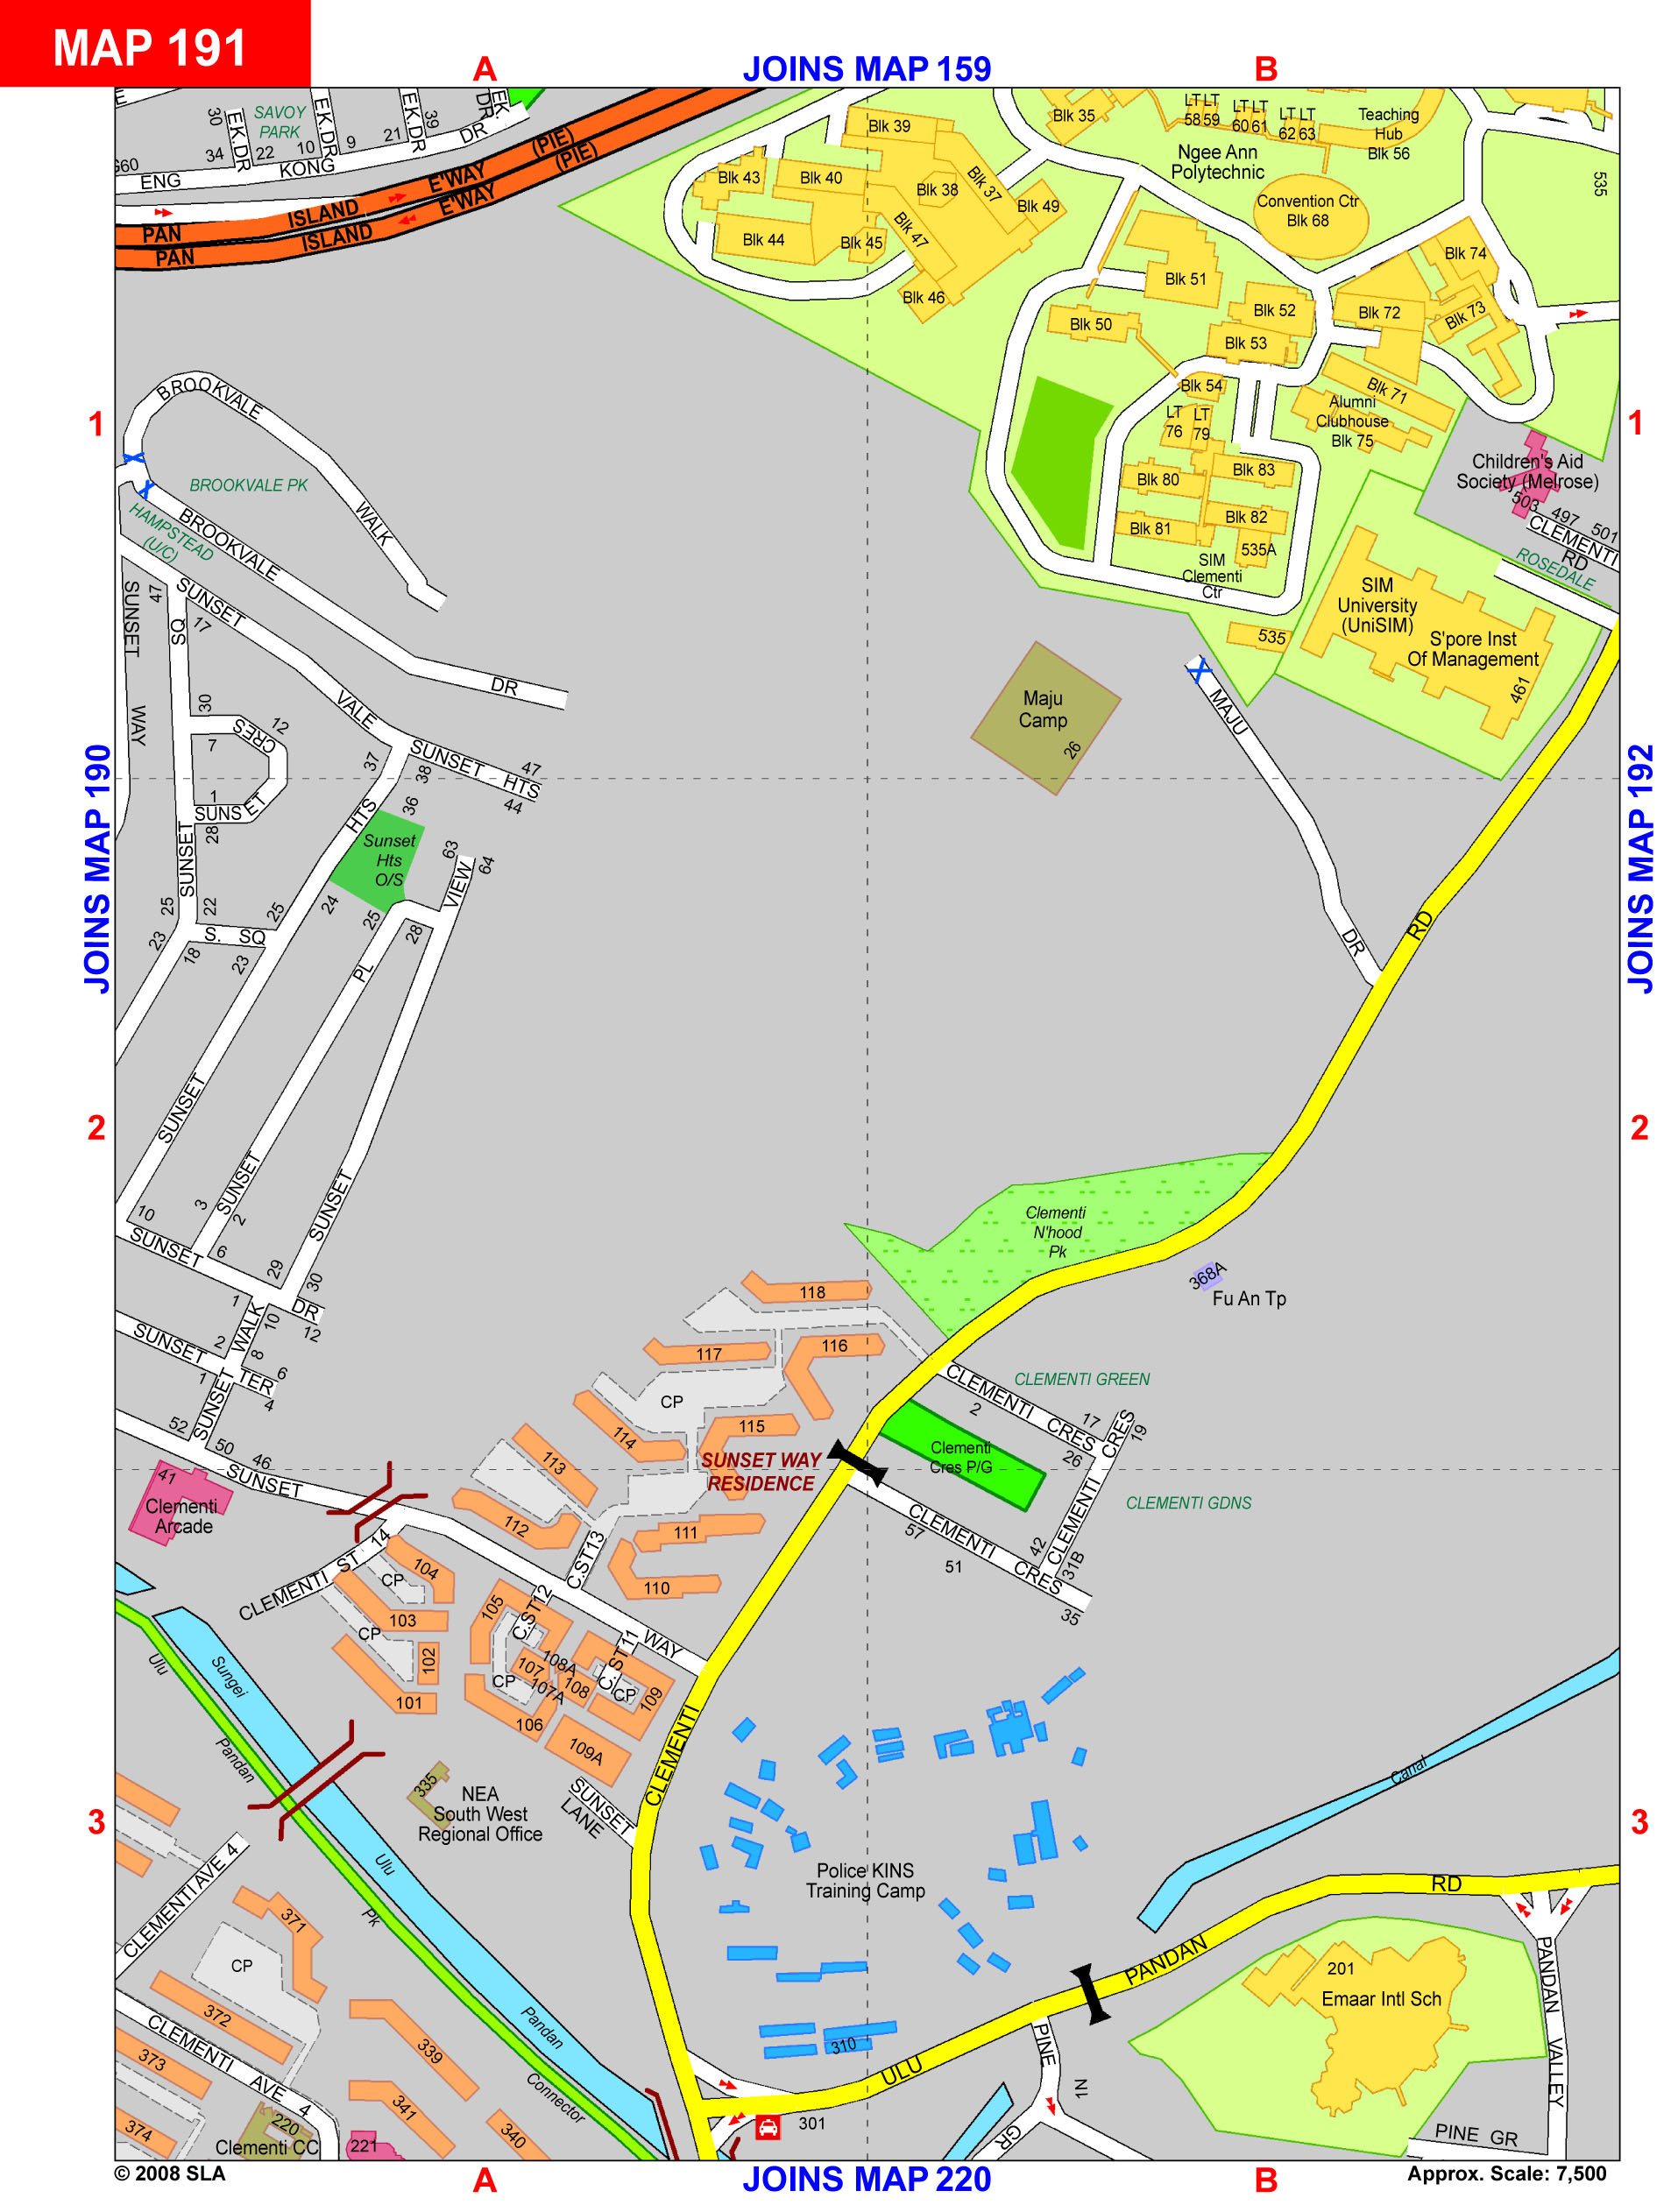 MAP 191
A
JOINS MAP 159
B
SAVOY
PARK
30
EK.DR
34
22
EK.DR
10
9
21
EK.DR
39
EK.
DR
DR
ENG
KONG
E'WAY
(PIE)
(PIE)
E'WAY
ISLAND
ISLAND
PAN
PAN
Blk 39
Blk 43
Blk 40
Blk 38
Blk 37
Blk 49
Blk 44
Blk 45
Blk 47
Blk 46
Blk 35
LT LT
58 59
LT LT
60 61
LT LT
62 63
Teaching
Hub
Blk 56
Ngee Ann
Polytechnic
Convention Ctr
Blk 68
535
Blk 51
Blk 74
Blk 50
Blk 52
Blk 53
Blk 72
Blk 73
Blk 54
Blk 71
LT
76
LT
79
Alumni
Clubhouse
Blk 75
Blk 80
Blk 83
Blk 81
Blk 82
535A
SIM
Clementi
Ctr
535
Children's Aid
Society (Melrose)
503
497
501
CLEMENTI
RD
ROSEDALE
SIM
University
(UniSIM)
S'pore Inst
Of Management
461
1
1
BROOKVALE
WALK
BROOKVALE PK
HAMPSTEAD
(U/C)
BROOKVALE
DR
SUNSET
WAY
47
SQ
SUNSET
17
VALE
30
7
CRES
12
1
SUNSET
28
SUNSET
37
38
SUNSET
HTS
47
44
36
HTS
Sunset
Hts
O/S
63
64
VIEW
24
25
28
25
22
25
23
18
S. SQ
23
PL
Maju
Camp
26
MAJU
DR
RD
JOINS MAP 190
JOINS MAP 192
2
2
SUNSET
SUNSET
SUNSET
10
3
2
SUNSET
6
29
30
1
DR
12
WALK
10
SUNSET
2
8
6
1
TER
4
SUNSET
52
50
46
SUNSET
41
Clementi
Arcade
Clementi
N'hood
Pk
368A
Fu An Tp
118
117
116
CP
115
114
113
112
111
110
SUNSET WAY
RESIDENCE
CLEMENTI GREEN
CLEMENTI CRES
2
17
26
CRES
19
CLEMENTI
Clementi
Cres P/G
CLEMENTI GDNS
57
51
CLEMENTI CRES
42
31B
35
CLEMENTI ST 14
104
CP
103
CP
102
101
105
C.ST12
C.ST13
C.ST11
WAY
107
108A
107A
108
CP
CP
106
109
109A
SUNSET
LANE
CLEMENTI
Ulu
Pandan
Pk
Connector
Sungei
Ulu
Pandan
335
NEA
South West
Regional Office
Police KINS
Training Camp
310
3
3
Canal
CLEMENTI AVE 4
371
CP
372
373
374
CLEMENTI AVE 4
339
341
340
220
Clementi CC
221
301
ULU
PANDAN
RD
PINE
GR
1N
201
Emaar Intl Sch
PANDAN
VALLEY
PINE GR
© 2008 SLA
A
JOINS MAP 220
B
Approx. Scale: 7,500